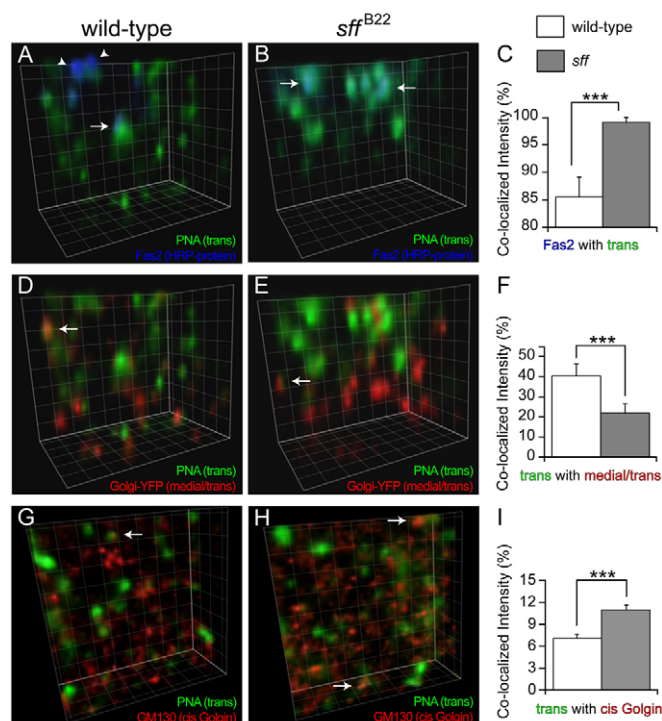 wild-type
sff B22
wild-type
sff
A
PNA (trans)
Fas2 (HRP-protein)
B
PNA (trans)
Fas2 (HRP-protein)
C
Co-localized Intensity (%)
100
95
90
85
80
***
Fas2 with trans
D
PNA (trans)
Golgi-YFP (medial/trans)
E
PNA (trans)
Golgi-YFP (medial/trans)
F
Co-localized Intensity (%)
50
40
30
20
10
0
***
trans with medial/trans
G
PNA (trans)
GM130 (cis Golgin)
H
PNA (trans)
GM130 (cis Golgin)
I
Co-localized Intensity (%)
15
12
9
6
3
0
***
trans with cis Golgin